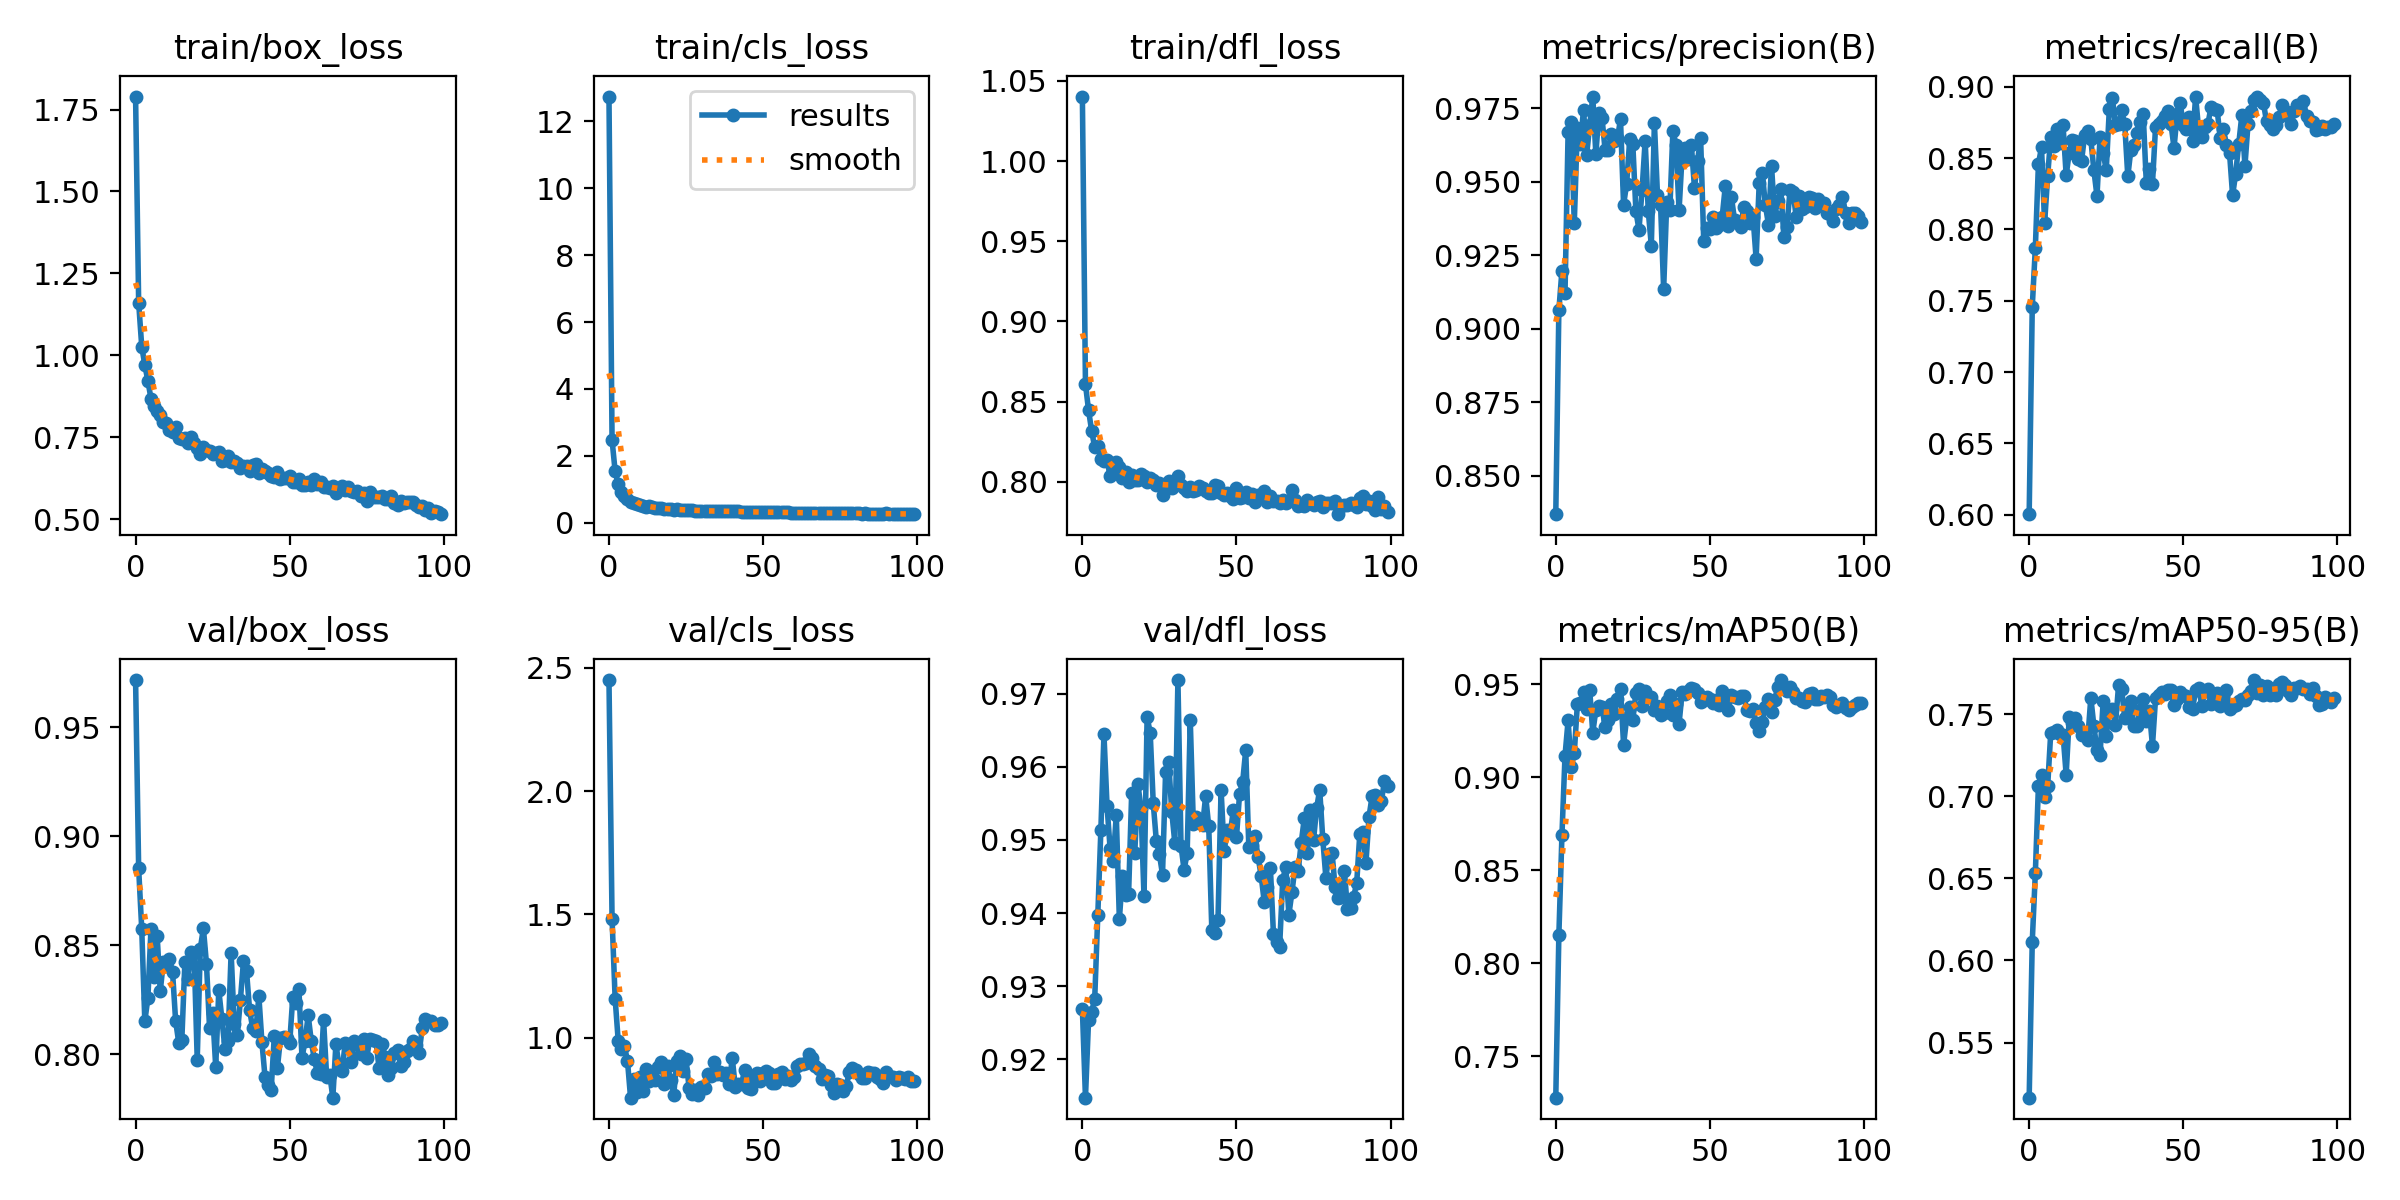 train/box_loss
1.75
1.50
1.25
1.00
0.75
0.50
0 50 100
train/cls_loss
results
smooth
12
10
8
6
4
2
0
0 50 100
train/dfl_loss
1.05
1.00
0.95
0.90
0.85
0.80
0 50 100
metrics/precision(B)
0.975
0.950
0.925
0.900
0.875
0.850
0 50 100
metrics/recall(B)
0.90
0.85
0.80
0.75
0.70
0.65
0.60
0 50 100
val/box_loss
0.95
0.90
0.85
0.80
0 50 100
val/cls_loss
2.5
2.0
1.5
1.0
0 50 100
val/dfl_loss
0.97
0.96
0.95
0.94
0.93
0.92
0 50 100
metrics/mAP50(B)
0.95
0.90
0.85
0.80
0.75
0 50 100
metrics/mAP50-95(B)
0.75
0.70
0.65
0.60
0.55
0 50 100